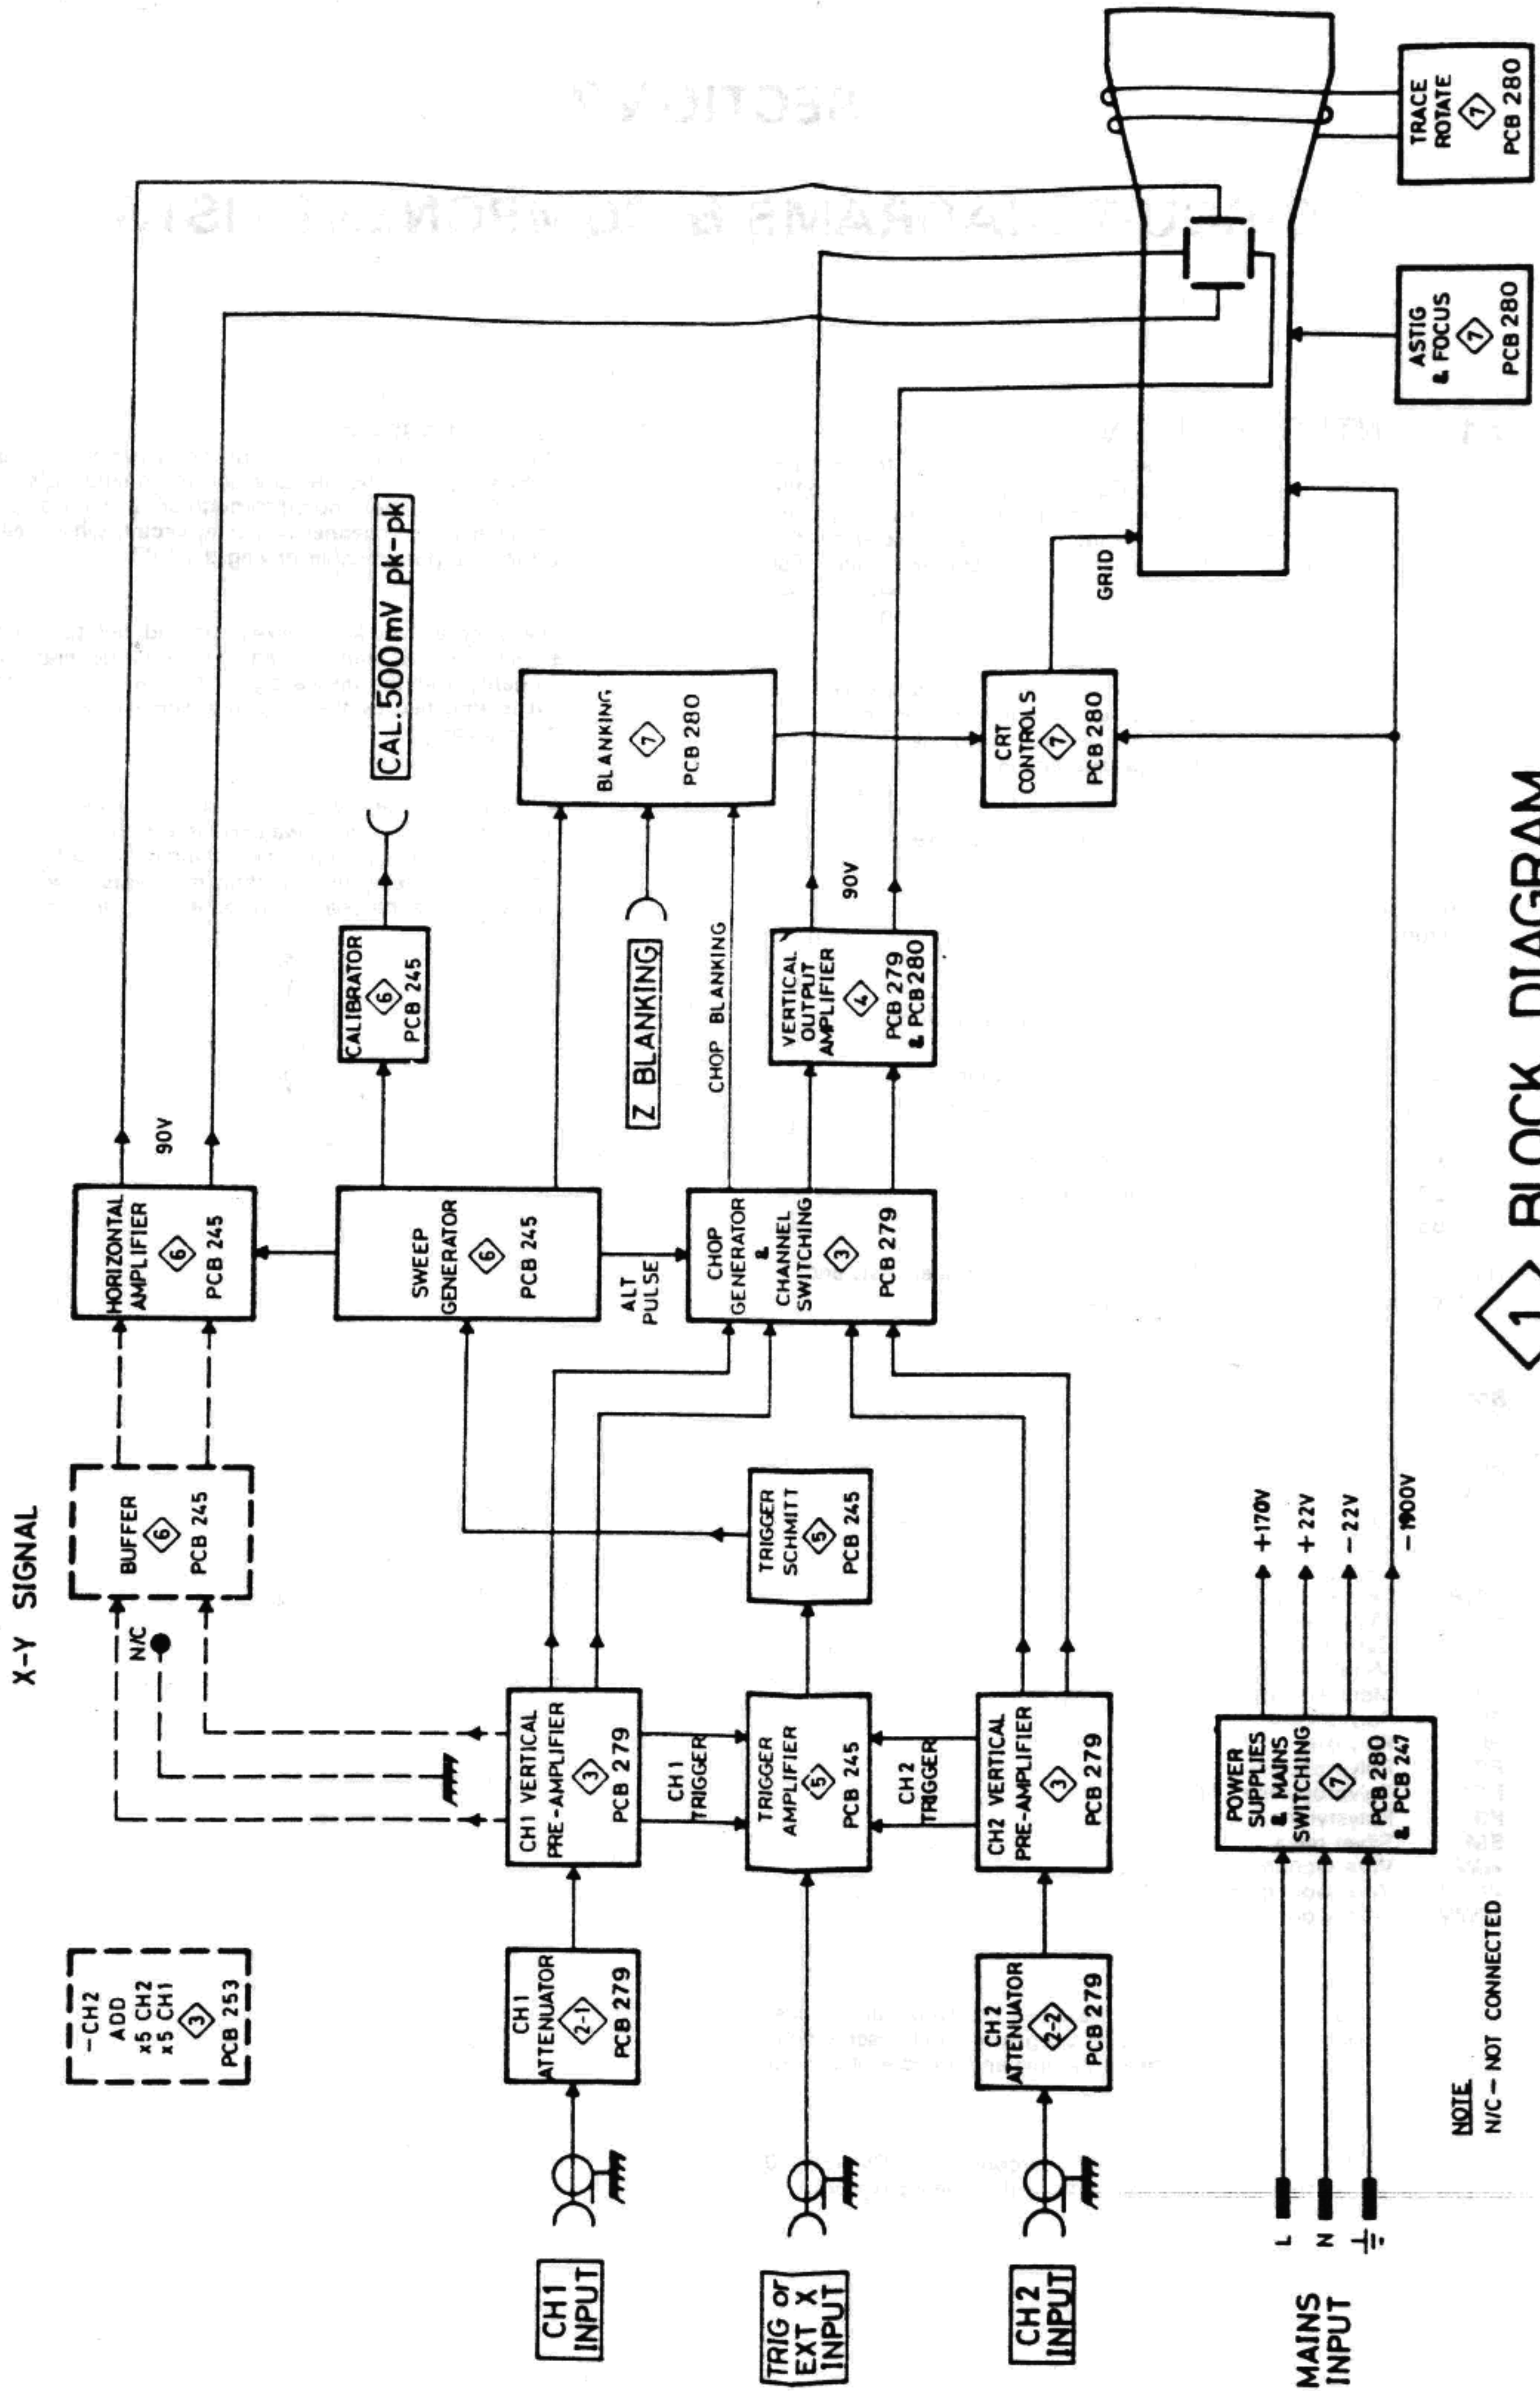 X-Y SIGNAL
-CH2
ADD
x5 CH2
x5 CH1
3
PCB 253
BUFFER
6
PCB 245
N/C
HORIZONTAL
AMPLIFIER
6
PCB 245
90V
CALIBRATOR
6
PCB 245
CAL. 500mV pk-pk
SWEEP
GENERATOR
6
PCB 245
ALT
PULSE
Z BLANKING
CHOP BLANKING
BLANKING
7
PCB 280
CH1
INPUT
CH1
ATTENUATOR
2-1
PCB 279
CH1 VERTICAL
PRE-AMPLIFIER
3
PCB 279
CH1
TRIGGER
TRIG or
EXT X
INPUT
TRIGGER
AMPLIFIER
5
PCB 245
TRIGGER
SCHMITT
5
PCB 245
CHOP
GENERATOR
&
CHANNEL
SWITCHING
3
PCB 279
VERTICAL
OUTPUT
AMPLIFIER
4
PCB 279
& PCB 280
90V
CH2
TRIGGER
CH2
INPUT
CH2
ATTENUATOR
2-2
PCB 279
CH2 VERTICAL
PRE-AMPLIFIER
3
PCB 279
CRT
CONTROLS
7
PCB 280
GRID
MAINS
INPUT
L
N
POWER
SUPPLIES
& MAINS
SWITCHING
7
PCB 280
& PCB 247
+170V
+22V
-22V
-1900V
ASTIG
& FOCUS
7
PCB 280
TRACE
ROTATE
7
PCB 280
NOTE
N/C - NOT CONNECTED
1 BLOCK DIAGRAM